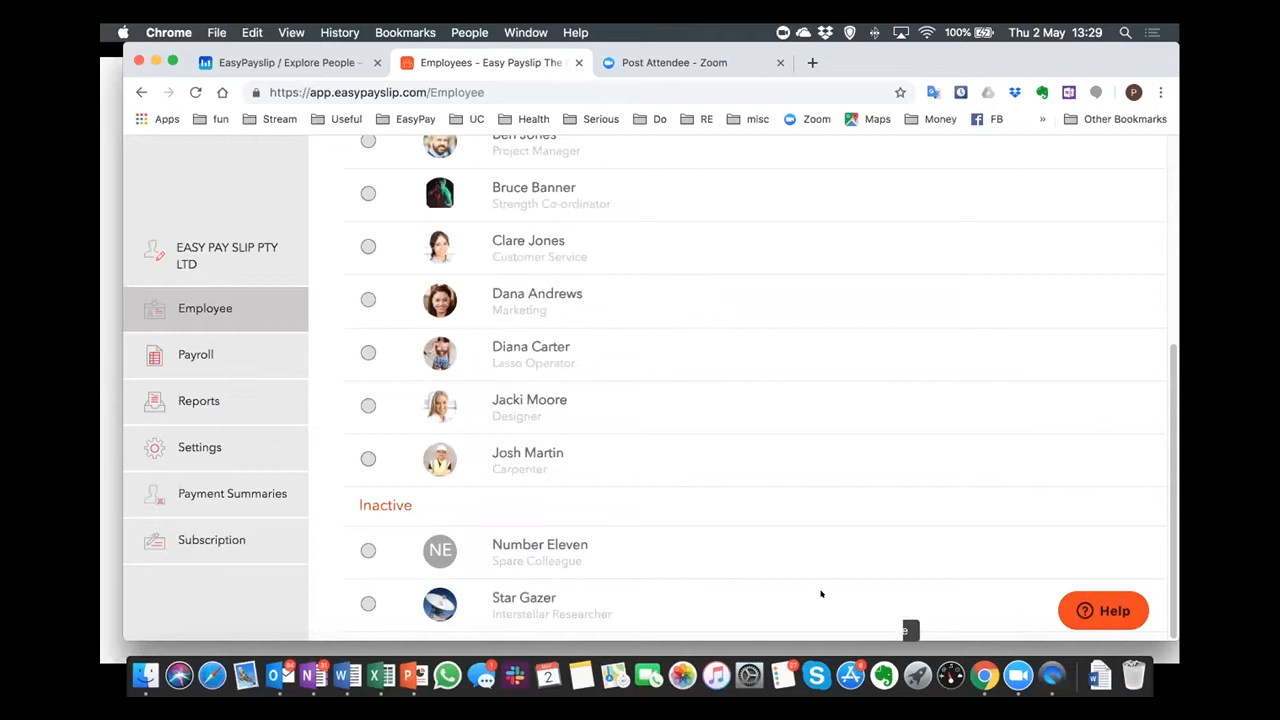 Chrome File Edit View History Bookmarks People Window Help 100% Thu 2 May 13:29
EasyPayslip / Explore People – Employees - Easy Payslip The Post Attendee - Zoom
https://app.easypayslip.com/Employee
Apps fun Stream Useful EasyPay UC Health Serious Do RE misc Zoom Maps Money FB » Other Bookmarks
Ben Jones
Project Manager
Bruce Banner
Strength Co-ordinator
EASY PAY SLIP PTY
LTD
Clare Jones
Customer Service
Employee
Dana Andrews
Marketing
Payroll
Diana Carter
Lasso Operator
Reports
Jacki Moore
Designer
Settings
Josh Martin
Carpenter
Payment Summaries
Inactive
Subscription
NE
Number Eleven
Spare Colleague
Star Gazer
Interstellar Researcher
Help